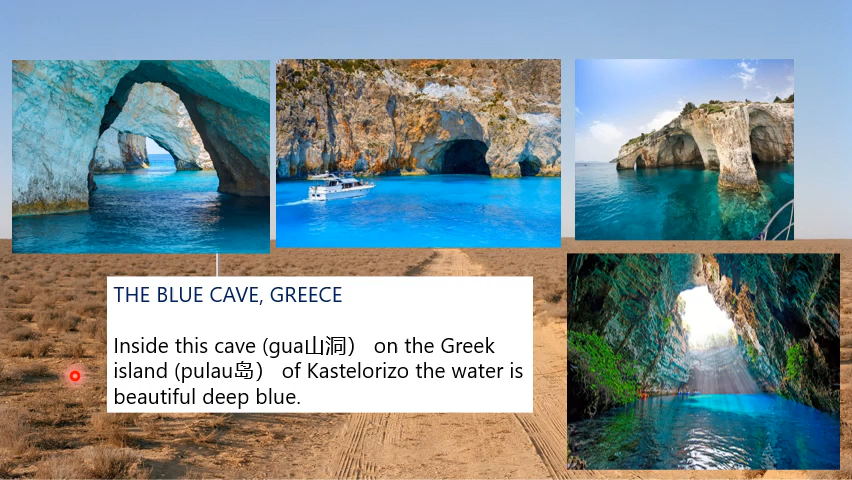 THE BLUE CAVE, GREECE
Inside this cave (gua山洞） on the Greek
island (pulau岛） of Kastelorizo the water is
beautiful deep blue.